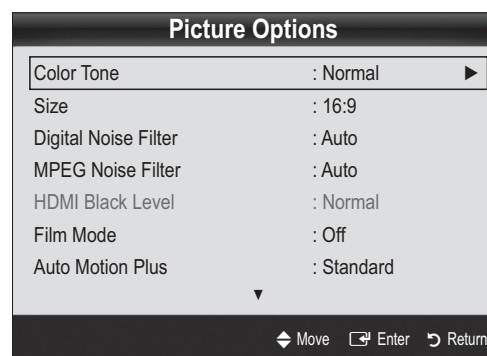 Picture Options
Color Tone : Normal ▶
Size : 16:9
Digital Noise Filter : Auto
MPEG Noise Filter : Auto
HDMI Black Level : Normal
Film Mode : Off
Auto Motion Plus : Standard
▼
Move Enter Return